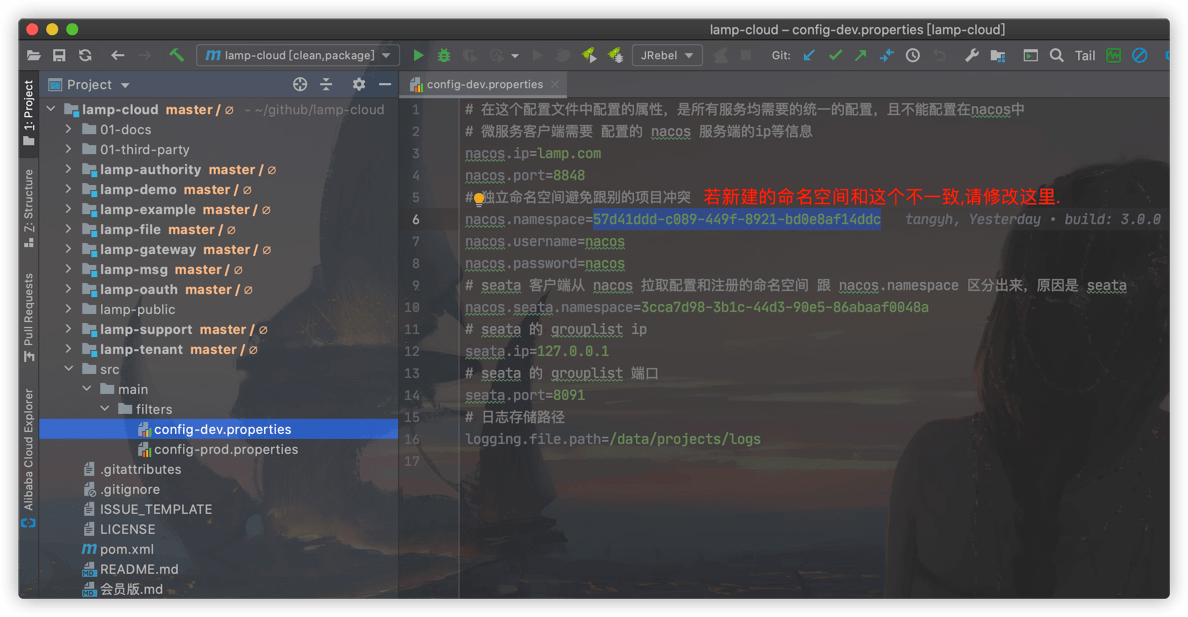 lamp-cloud – config-dev.properties [lamp-cloud]
lamp-cloud [clean,package]
JRebel
Git:
Tail
Project
config-dev.properties
1: Project
Z: Structure
Pull Requests
Alibaba Cloud Explorer
lamp-cloud master / ∅ - ~/github/lamp-cloud
01-docs
01-third-party
lamp-authority master / ∅
lamp-demo master / ∅
lamp-example master / ∅
lamp-file master / ∅
lamp-gateway master / ∅
lamp-msg master / ∅
lamp-oauth master / ∅
lamp-public
lamp-support master / ∅
lamp-tenant master / ∅
src
main
filters
config-dev.properties
config-prod.properties
.gitattributes
.gitignore
ISSUE_TEMPLATE
LICENSE
pom.xml
README.md
会员版.md
1 # 在这个配置文件中配置的属性，是所有服务均需要的统一的配置，且不能配置在nacos中
2 # 微服务客户端需要 配置的 nacos 服务端的ip等信息
3 nacos.ip=lamp.com
4 nacos.port=8848
5 # 独立命名空间避免跟别的项目冲突 若新建的命名空间和这个不一致,请修改这里.
6 nacos.namespace=57d41ddd-c089-449f-8921-bd0e8af14ddc tangyh, Yesterday • build: 3.0.0
7 nacos.username=nacos
8 nacos.password=nacos
9 # seata 客户端从 nacos 拉取配置和注册的命名空间 跟 nacos.namespace 区分出来，原因是 seata
10 nacos.seata.namespace=3cca7d98-3b1c-44d3-90e5-86abaaf0048a
11 # seata 的 grouplist ip
12 seata.ip=127.0.0.1
13 # seata 的 grouplist 端口
14 seata.port=8091
15 # 日志存储路径
16 logging.file.path=/data/projects/logs
17